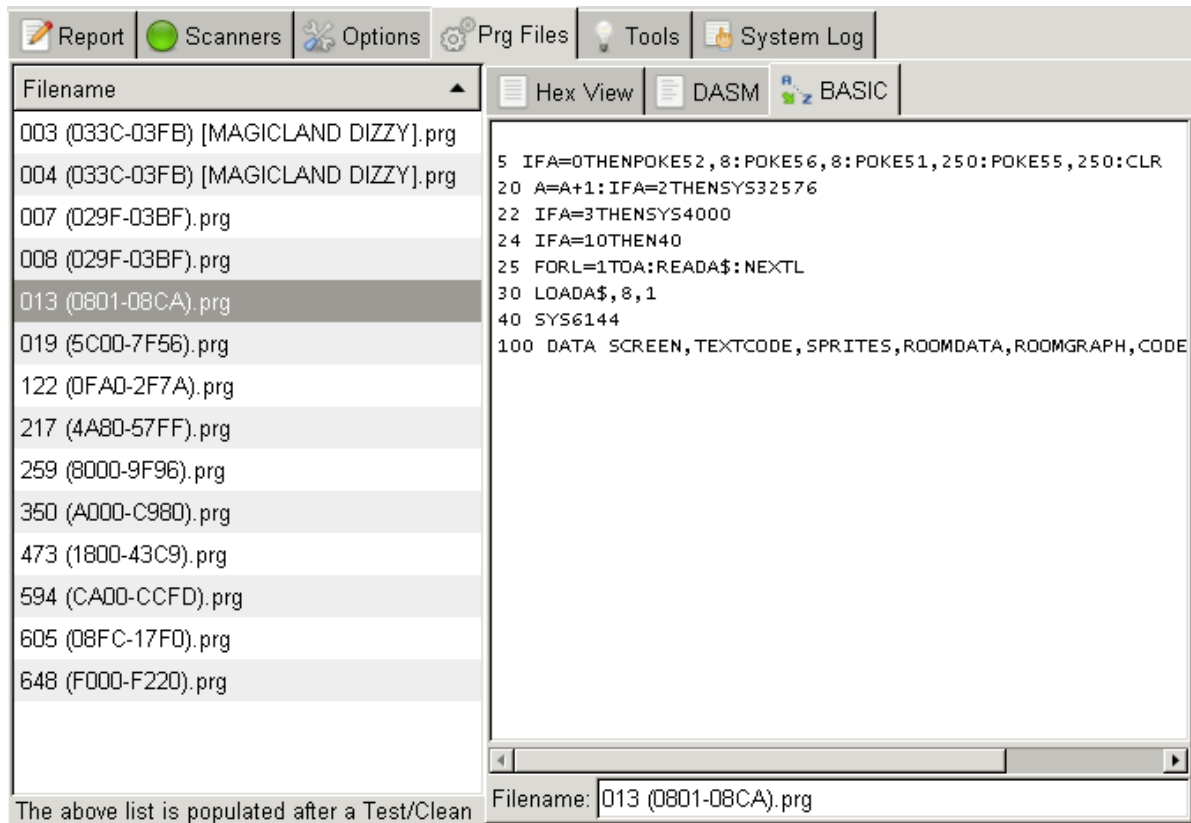 Report Scanners Options Prg Files Tools System Log
Filename
003 (033C-03FB) [MAGICLAND DIZZY].prg
004 (033C-03FB) [MAGICLAND DIZZY].prg
007 (029F-03BF).prg
008 (029F-03BF).prg
013 (0801-08CA).prg
019 (5C00-7F56).prg
122 (0FA0-2F7A).prg
217 (4A80-57FF).prg
259 (8000-9F96).prg
350 (A000-C980).prg
473 (1800-43C9).prg
594 (CA00-CCFD).prg
605 (08FC-17F0).prg
648 (F000-F220).prg
The above list is populated after a Test/Clean
Hex View DASM BASIC
5 IFA=0THENPOKE52,8:POKE56,8:POKE51,250:POKE55,250:CLR
20 A=A+1:IFA=2THENSYS32576
22 IFA=3THENSYS4000
24 IFA=10THEN40
25 FORL=1TOA:READA$:NEXTL
30 LOADA$,8,1
40 SYS6144
100 DATA SCREEN,TEXTCODE,SPRITES,ROOMDATA,ROOMGRAPH,CODE
Filename: 013 (0801-08CA).prg